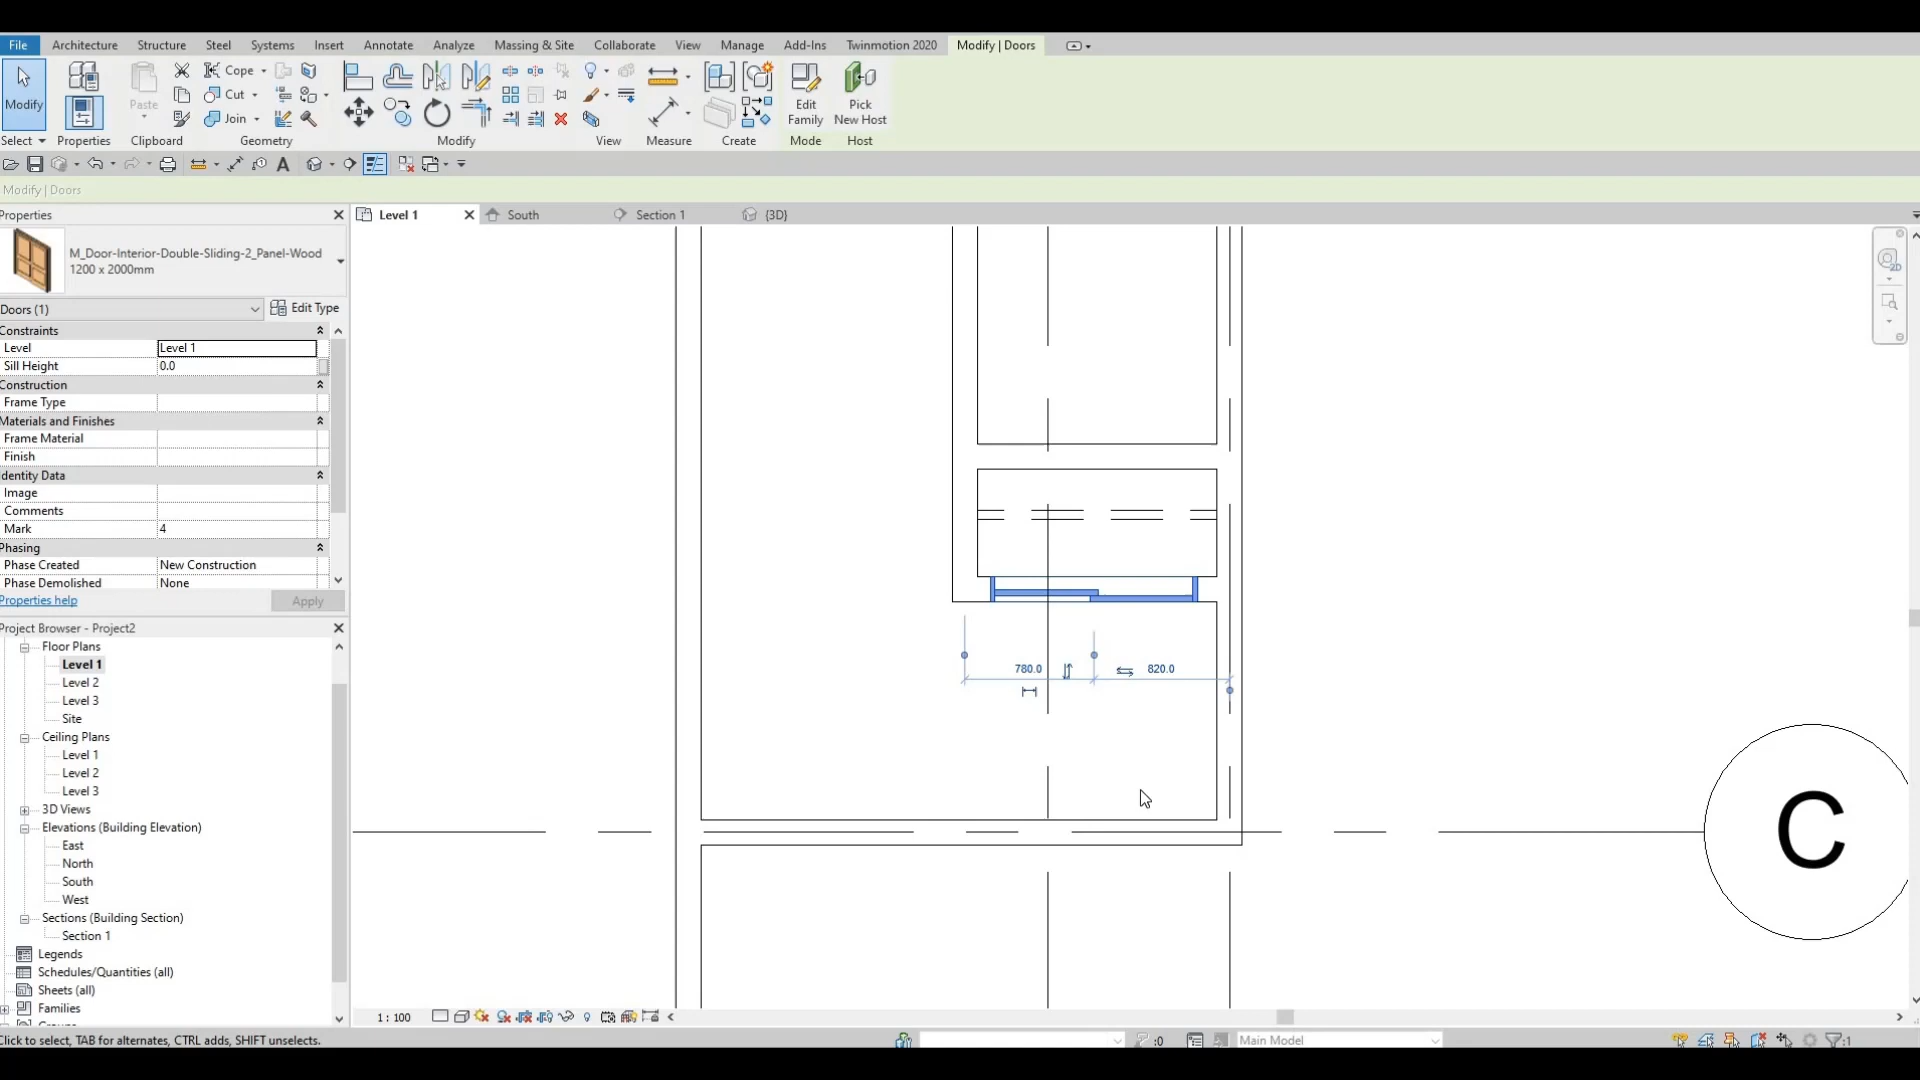 File Architecture Structure Steel Systems Insert Annotate Analyze Massing & Site Collaborate View Manage Add-Ins Twinmotion 2020 Modify | Doors
Modify
Paste
Cope
Cut
Join
Edit Family
Pick New Host
Select Properties Clipboard Geometry Modify View Measure Create Mode Host
A
Modify | Doors
Properties
Level 1 South Section 1 {3D}
M_Door-Interior-Double-Sliding-2_Panel-Wood
1200 x 2000mm
Doors (1) Edit Type
Constraints
Level Level 1
Sill Height 0.0
Construction
Frame Type
Materials and Finishes
Frame Material
Finish
dentity Data
Image
Comments
Mark 4
Phasing
Phase Created New Construction
Phase Demolished None
Properties help Apply
Project Browser - Project2
Floor Plans
Level 1
Level 2
Level 3
Site
Ceiling Plans
Level 1
Level 2
Level 3
3D Views
Elevations (Building Elevation)
East
North
South
West
Sections (Building Section)
Section 1
Legends
Schedules/Quantities (all)
Sheets (all)
Families
2D
780.0 820.0
C
1 : 100
Click to select, TAB for alternates, CTRL adds, SHIFT unselects.
:0 Main Model :1